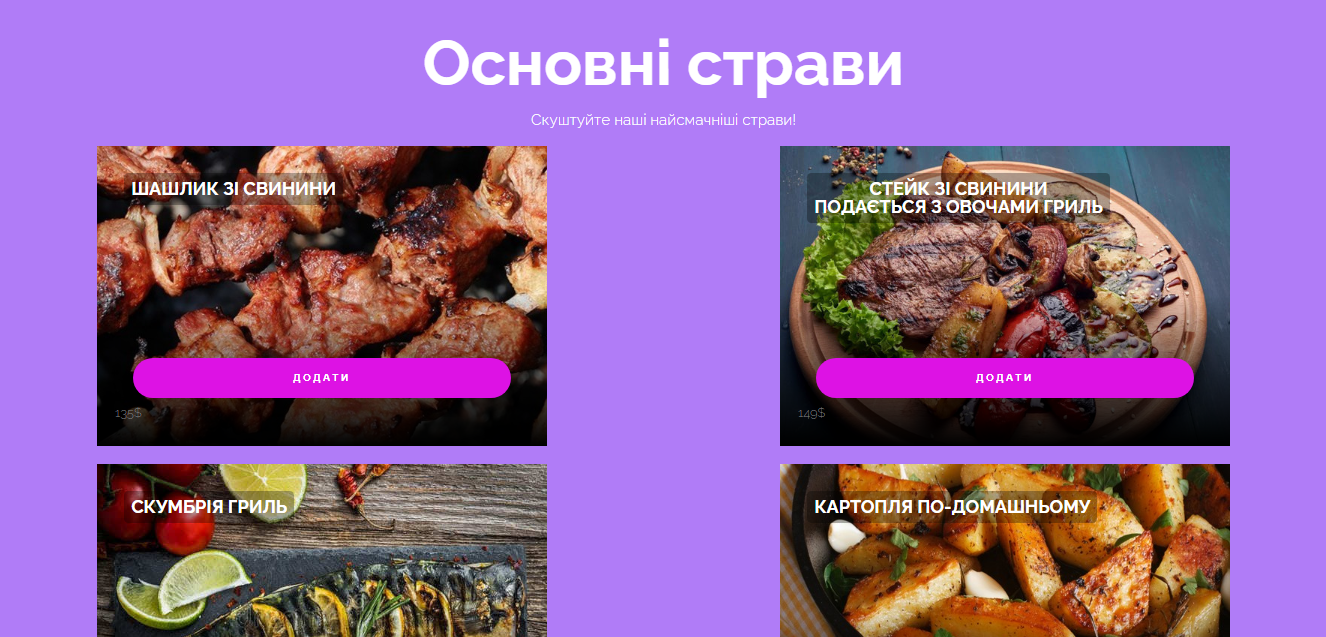 Основні страви
Скуштуйте наші найсмачніші страви!
ШАШЛИК ЗІ СВИНИНИ
СТЕЙК ЗІ СВИНИНИ
ПОДАЄТЬСЯ З ОВОЧАМИ ГРИЛЬ
ДОДАТИ
ДОДАТИ
135$
149$
СКУМБРІЯ ГРИЛЬ
КАРТОПЛЯ ПО-ДОМАШНЬОМУ